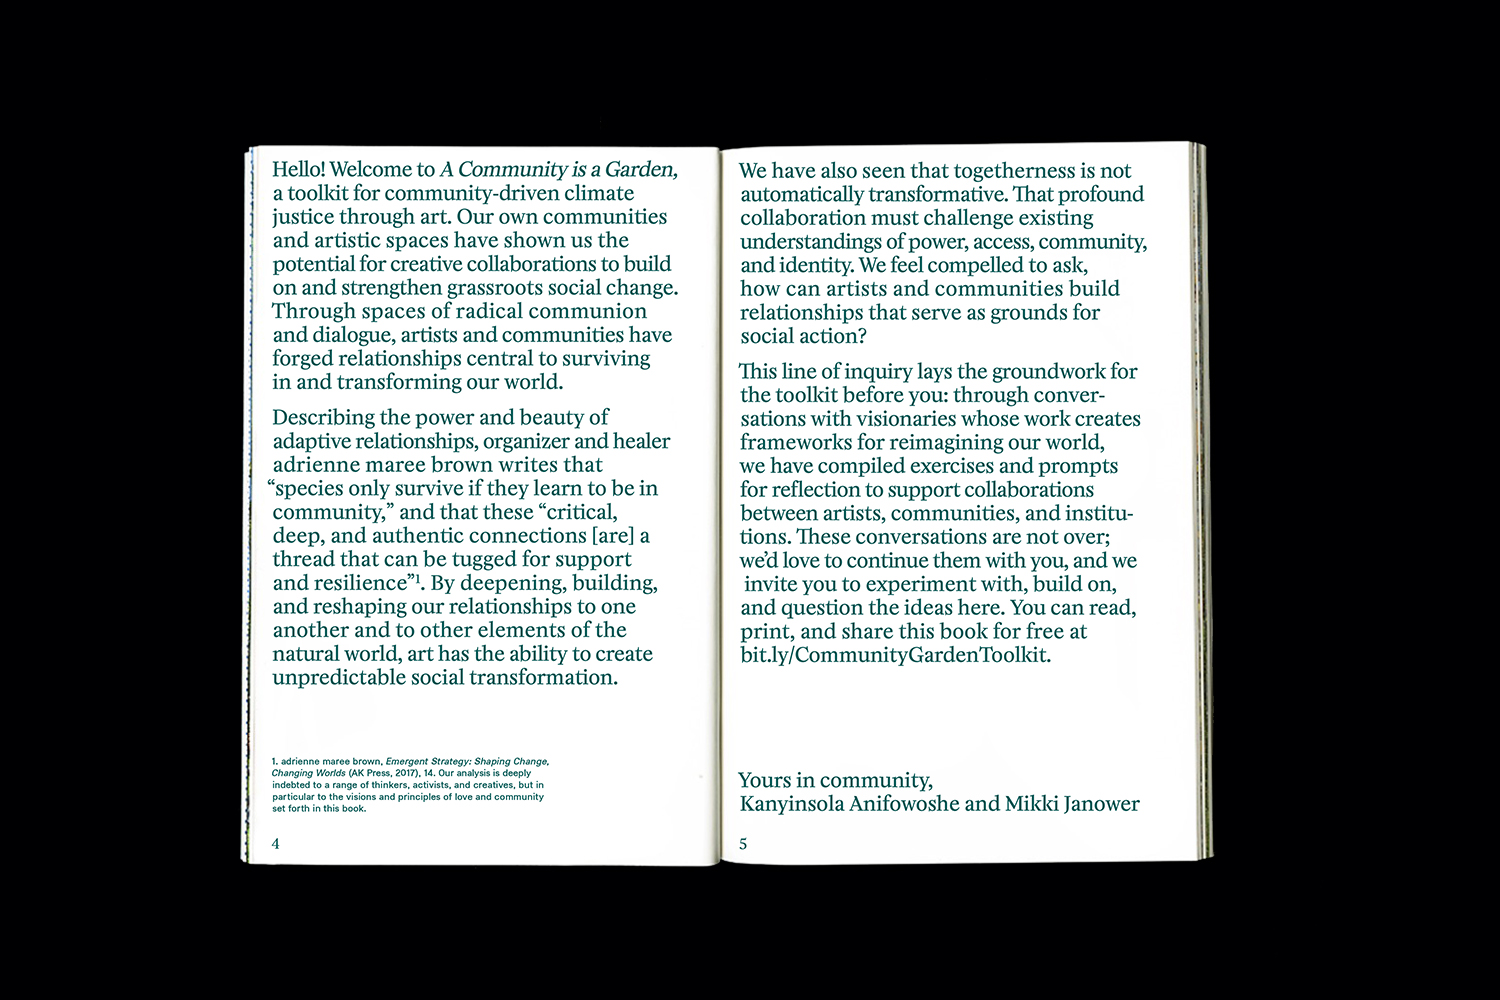 Hello! Welcome to A Community is a Garden,
a toolkit for community-driven climate
justice through art. Our own communities
and artistic spaces have shown us the
potential for creative collaborations to build
on and strengthen grassroots social change.
Through spaces of radical communion
and dialogue, artists and communities have
forged relationships central to surviving
in and transforming our world.
Describing the power and beauty of
adaptive relationships, organizer and healer
adrienne maree brown writes that
“species only survive if they learn to be in
community,” and that these “critical,
deep, and authentic connections [are] a
thread that can be tugged for support
and resilience”¹. By deepening, building,
and reshaping our relationships to one
another and to other elements of the
natural world, art has the ability to create
unpredictable social transformation.
1. adrienne maree brown, Emergent Strategy: Shaping Change,
Changing Worlds (AK Press, 2017), 14. Our analysis is deeply
indebted to a range of thinkers, activists, and creatives, but in
particular to the visions and principles of love and community
set forth in this book.
4
We have also seen that togetherness is not
automatically transformative. That profound
collaboration must challenge existing
understandings of power, access, community,
and identity. We feel compelled to ask,
how can artists and communities build
relationships that serve as grounds for
social action?
This line of inquiry lays the groundwork for
the toolkit before you: through conver-
sations with visionaries whose work creates
frameworks for reimagining our world,
we have compiled exercises and prompts
for reflection to support collaborations
between artists, communities, and institu-
tions. These conversations are not over;
we’d love to continue them with you, and we
invite you to experiment with, build on,
and question the ideas here. You can read,
print, and share this book for free at
bit.ly/CommunityGardenToolkit.
Yours in community,
Kanyinsola Anifowoshe and Mikki Janower
5